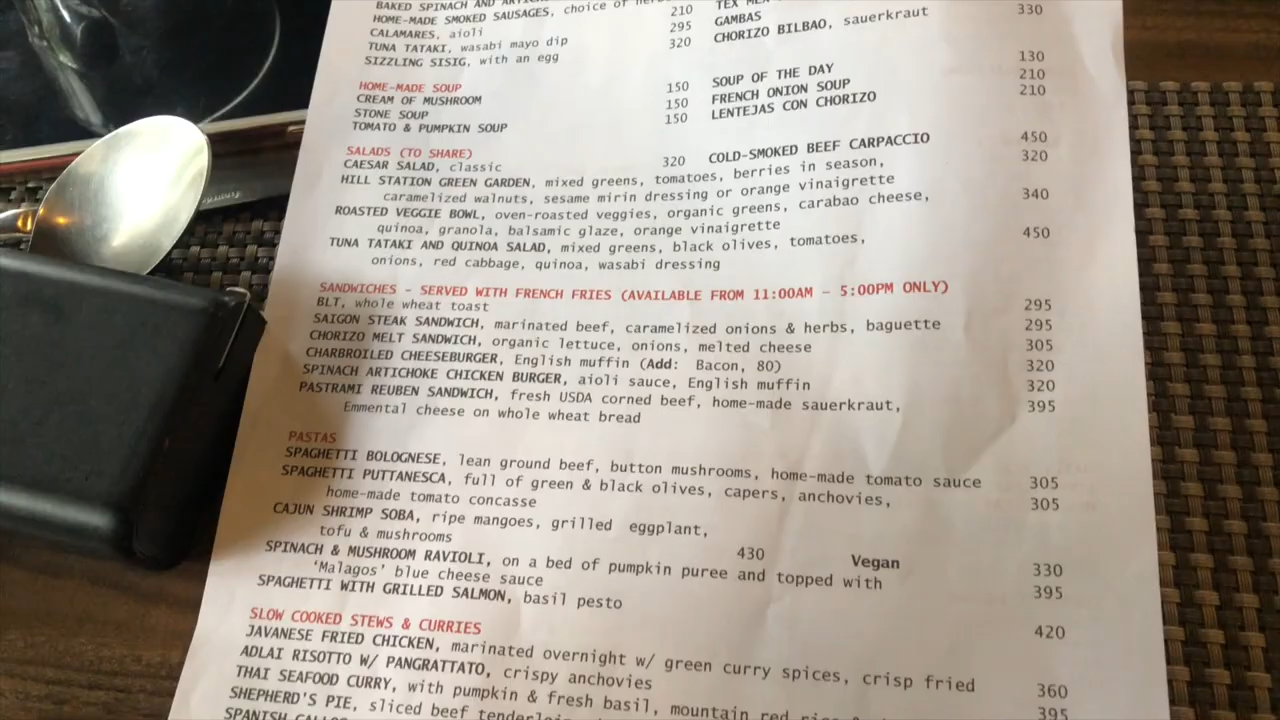 BAKED SPINACH AND
HOME-MADE SMOKED SAUSAGES, choice of 210
CALAMARES, aioli 295
TUNA TATAKI, wasabi mayo dip 320
SIZZLING SISIG, with an egg
GAMBAS 330
CHORIZO BILBAO, sauerkraut
HOME-MADE SOUP
CREAM OF MUSHROOM 150
STONE SOUP 150
TOMATO & PUMPKIN SOUP 150
SOUP OF THE DAY 130
FRENCH ONION SOUP 210
LENTEJAS CON CHORIZO 210
SALADS (TO SHARE)
CAESAR SALAD, classic 320 COLD-SMOKED BEEF CARPACCIO 450
HILL STATION GREEN GARDEN, mixed greens, tomatoes, berries in season, 320
caramelized walnuts, sesame mirin dressing or orange vinaigrette
ROASTED VEGGIE BOWL, oven-roasted veggies, organic greens, carabao cheese, 340
quinoa, granola, balsamic glaze, orange vinaigrette
TUNA TATAKI AND QUINOA SALAD, mixed greens, black olives, tomatoes, 450
onions, red cabbage, quinoa, wasabi dressing
SANDWICHES – SERVED WITH FRENCH FRIES (AVAILABLE FROM 11:00AM – 5:00PM ONLY)
BLT, whole wheat toast 295
SAIGON STEAK SANDWICH, marinated beef, caramelized onions & herbs, baguette 295
CHORIZO MELT SANDWICH, organic lettuce, onions, melted cheese 305
CHARBROILED CHEESEBURGER, English muffin (Add: Bacon, 80) 320
SPINACH ARTICHOKE CHICKEN BURGER, aioli sauce, English muffin 320
PASTRAMI REUBEN SANDWICH, fresh USDA corned beef, home-made sauerkraut, 395
Emmental cheese on whole wheat bread
PASTAS
SPAGHETTI BOLOGNESE, lean ground beef, button mushrooms, home-made tomato sauce 305
SPAGHETTI PUTTANESCA, full of green & black olives, capers, anchovies, 305
home-made tomato concasse
CAJUN SHRIMP SOBA, ripe mangoes, grilled eggplant,
tofu & mushrooms 430 Vegan 330
SPINACH & MUSHROOM RAVIOLI, on a bed of pumpkin puree and topped with 395
'Malagos' blue cheese sauce
SPAGHETTI WITH GRILLED SALMON, basil pesto 420
SLOW COOKED STEWS & CURRIES
JAVANESE FRIED CHICKEN, marinated overnight w/ green curry spices, crisp fried 360
ADLAI RISOTTO W/ PANGRATTATO, crispy anchovies 395
THAI SEAFOOD CURRY, with pumpkin & fresh basil, mountain red
SHEPHERD'S PIE, sliced beef
SPANISH